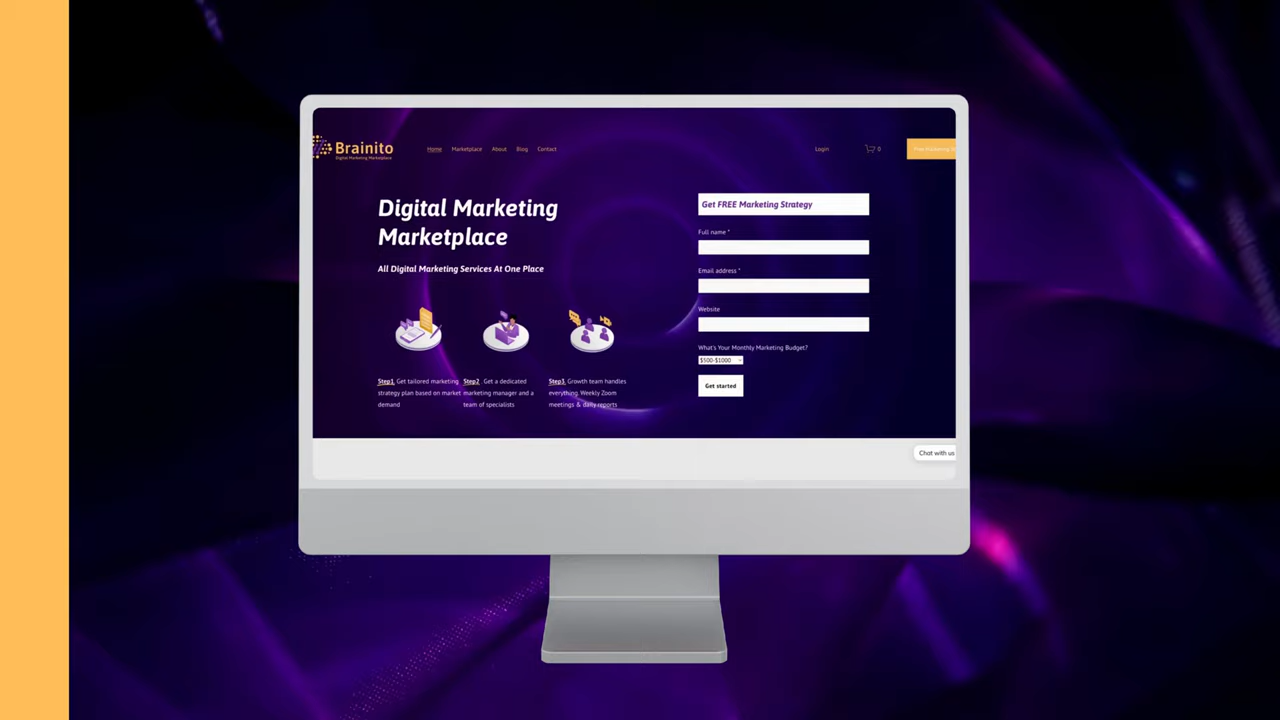 Brainito
Digital Marketing Marketplace
Home Marketplace About Blog Contact
Login
0
Free Marketing
Digital Marketing
Marketplace
All Digital Marketing Services At One Place
Step1 Get tailored marketing
strategy plan based on market
demand
Step2 Get a dedicated
marketing manager and a
team of specialists
Step3 Growth team handles
everything. Weekly Zoom
meetings & daily reports
Get FREE Marketing Strategy
Full name *
Email address *
Website
What's Your Monthly Marketing Budget?
$500-$1000
Get started
Chat with us